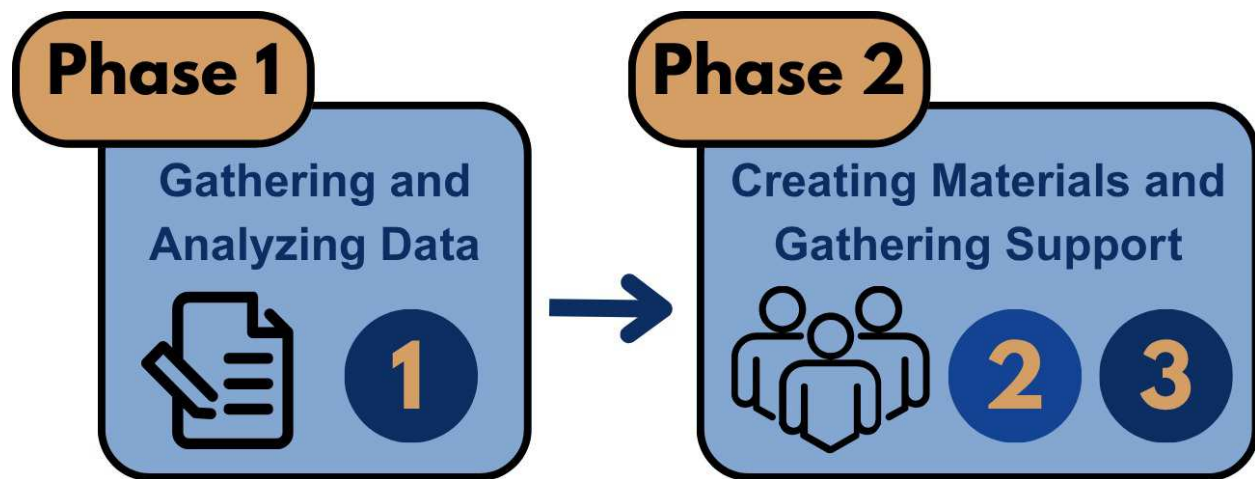 Phase 1
Gathering and
Analyzing Data
1
Phase 2
Creating Materials and
Gathering Support
2 3